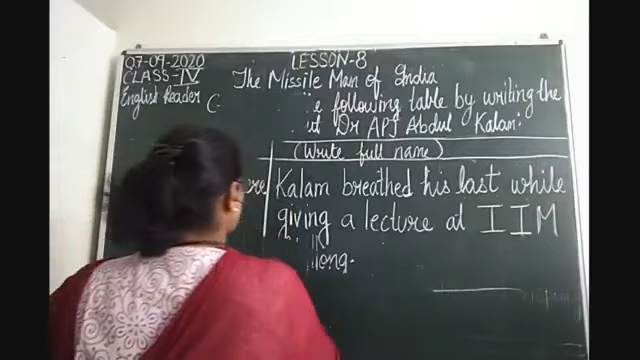 07-09-2020 LESSON-8
CLASS-IV The Missile Man of India
English Reader
following table by writing the
Dr APJ Abdul Kalam:
(Write full name)
Kalam breathed his last while
giving a lecture at IIM